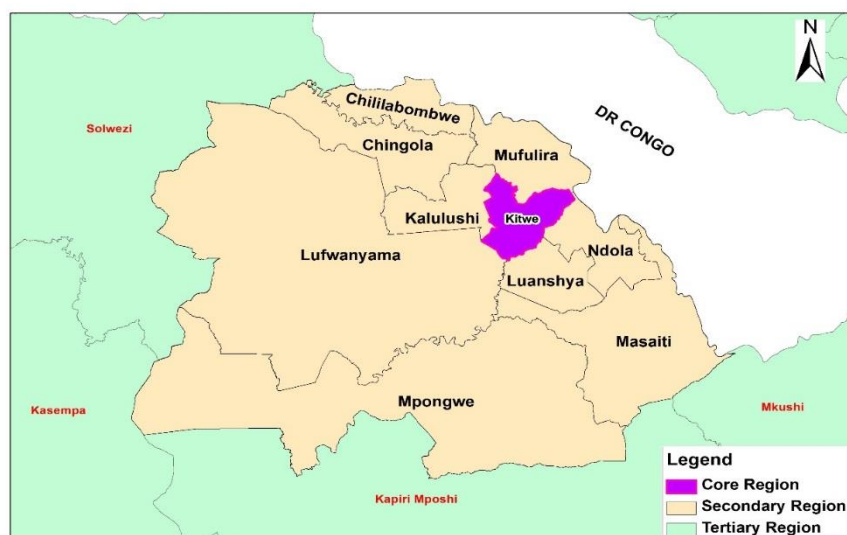 N
DR CONGO
Chililabombwe
Solwezi
Chingola
Mufulira
Kalulushi
Kitwe
Lufwanyama
Ndola
Luanshya
Masaiti
Mpongwe
Kasempa
Mkushi
Kapiri Mposhi
Legend
Core Region
Secondary Region
Tertiary Region